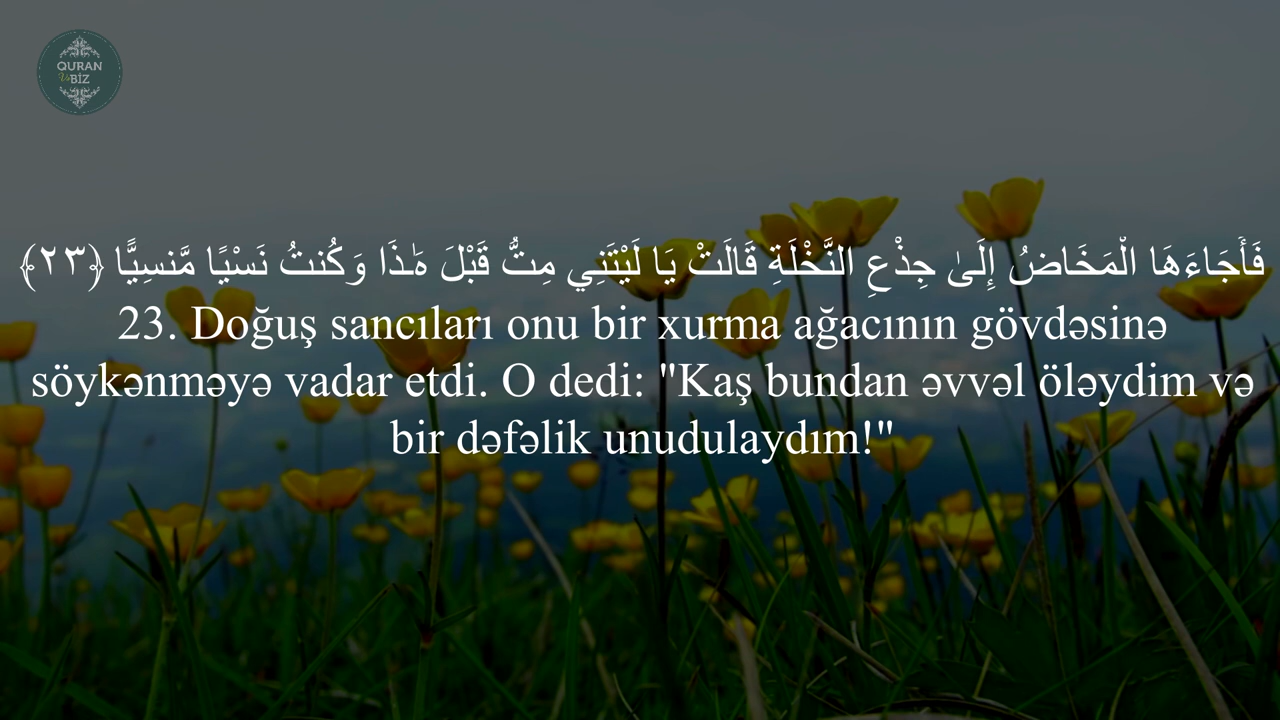 QURAN
Və BİZ
فَأَجَاءَهَا الْمَخَاضُ إِلَىٰ جِذْعِ النَّخْلَةِ قَالَتْ يَا لَيْتَنِي مِتُّ قَبْلَ هَٰذَا وَكُنتُ نَسْيًا مَّنسِيًّا ﴿٢٣﴾
23. Doğuş sancıları onu bir xurma ağacının gövdəsinə
söykənməyə vadar etdi. O dedi: "Kaş bundan əvvəl öləydim və
bir dəfəlik unudulaydım!"